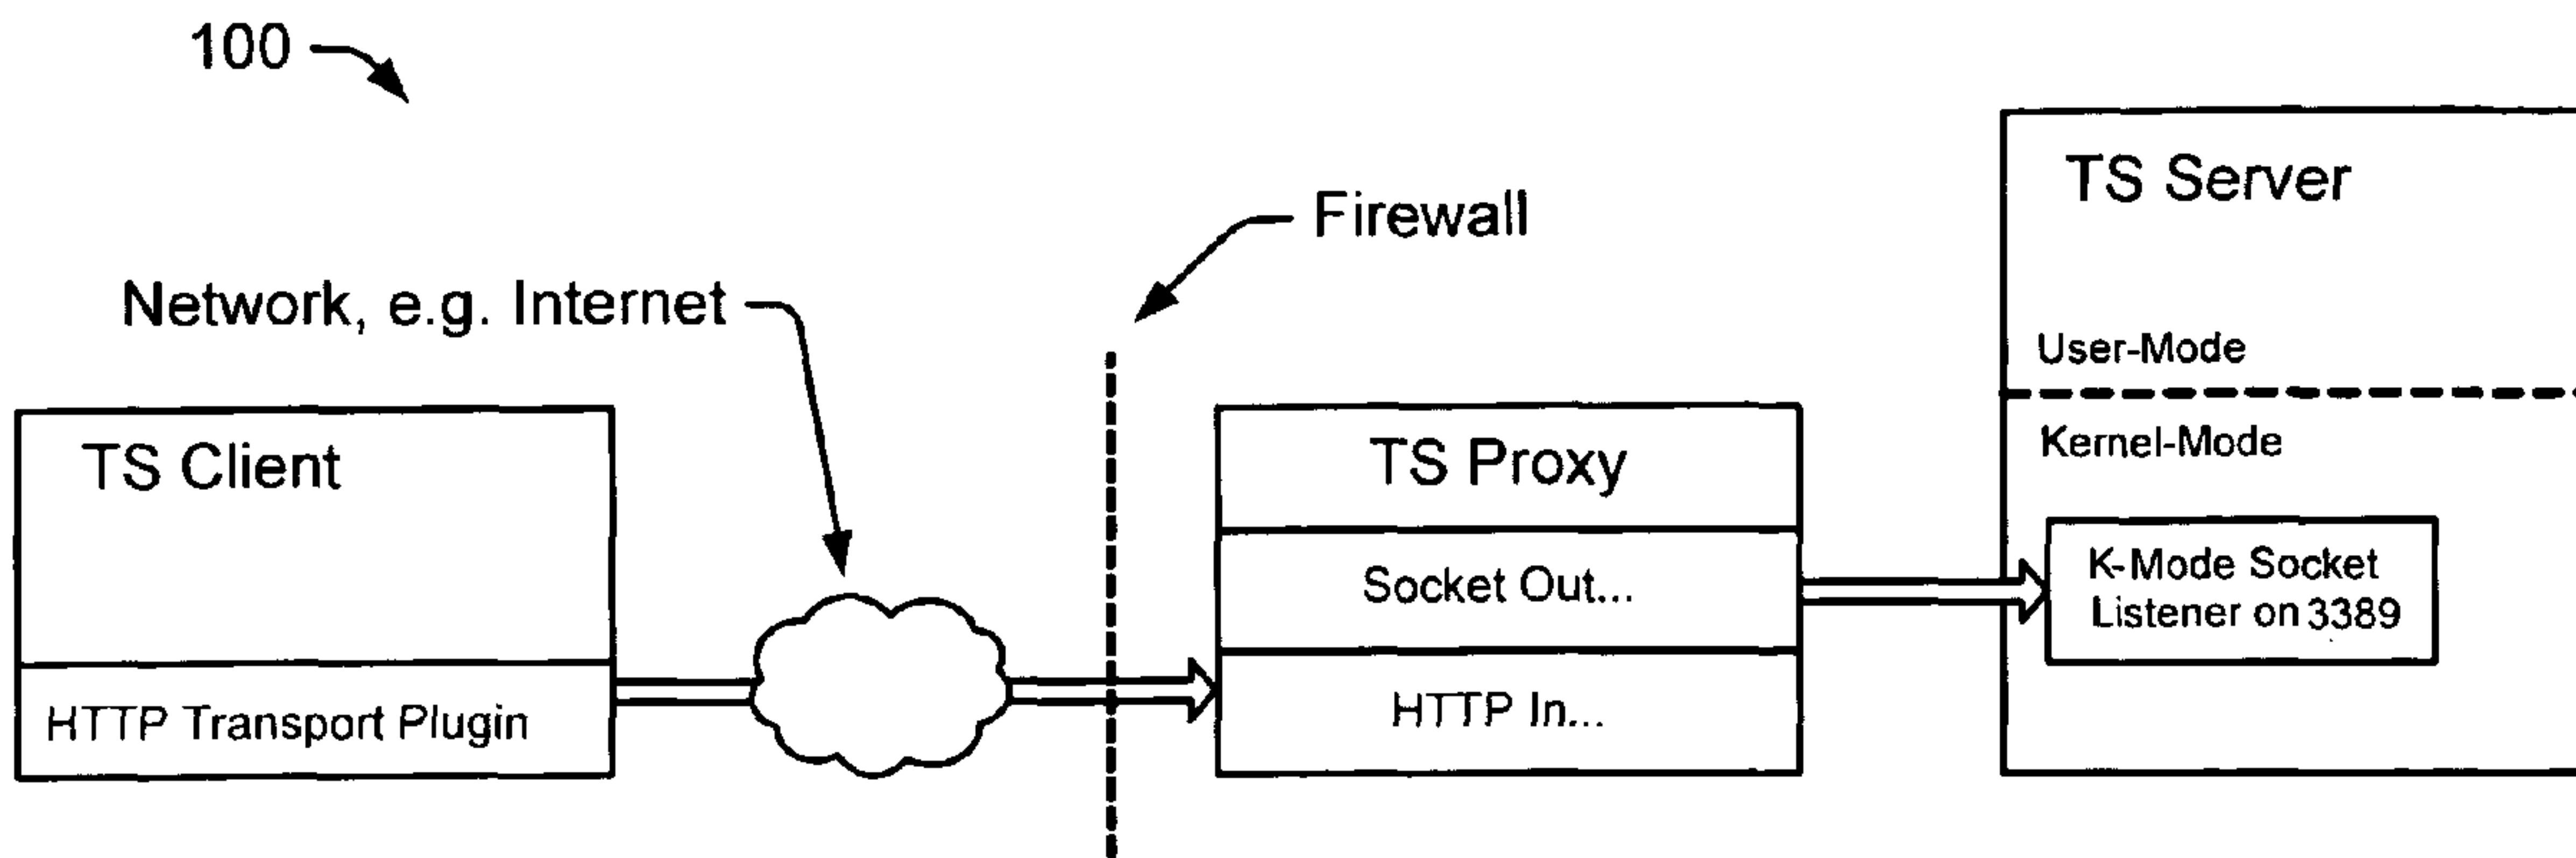 100
Firewall
Network, e.g. Internet
TS Client
HTTP Transport Plugin
TS Proxy
Socket Out...
HTTP In...
TS Server
User-Mode
Kernel-Mode
K-Mode Socket
Listener on 3389